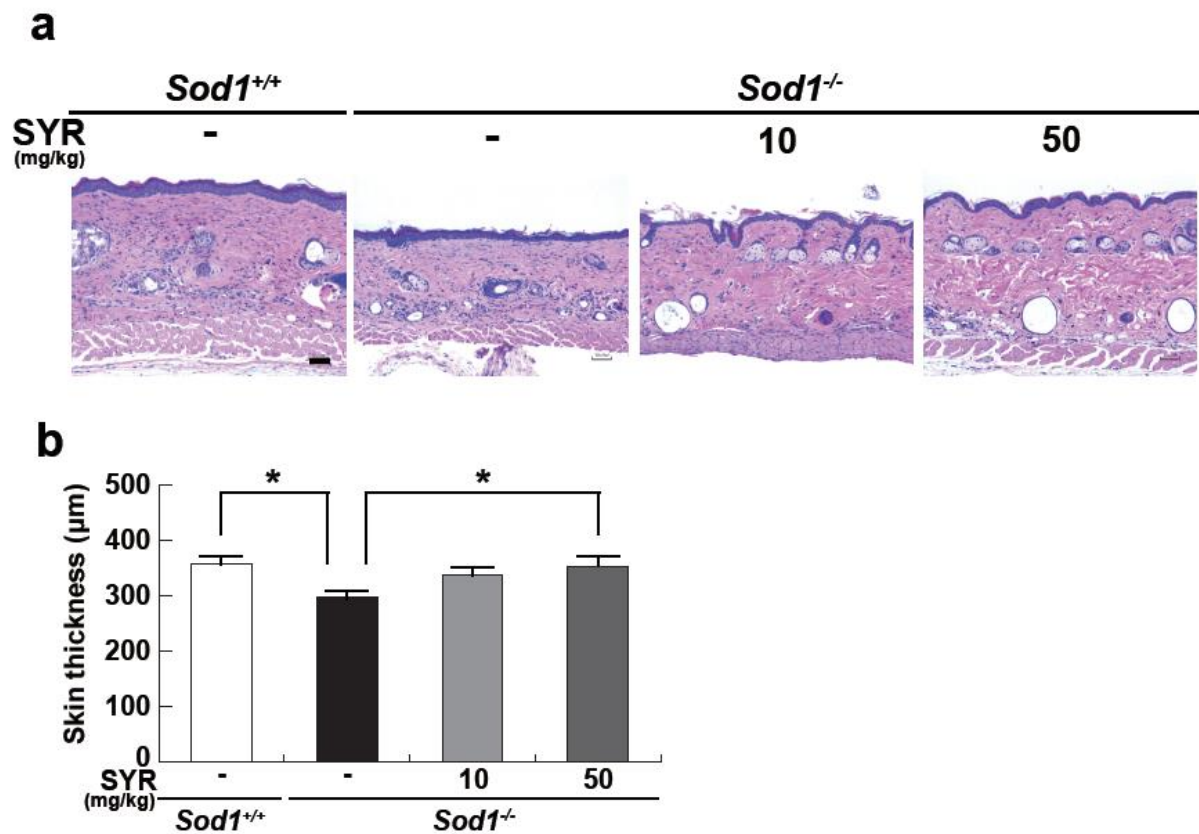 a
Sod1+/+ Sod1-/-
SYR - - 10 50
(mg/kg)
b
Skin thickness (µm)
500
400
300
200
100
0
* *
SYR - - 10 50
(mg/kg)
Sod1+/+ Sod1-/-